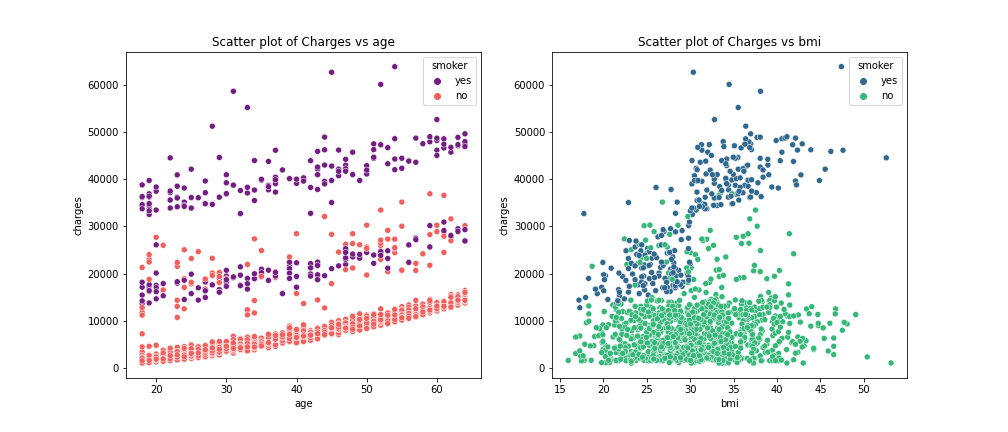 Scatter plot of Charges vs age
smoker
yes
no
60000
50000
40000
30000
20000
10000
0
charges
20
30
40
50
60
age
Scatter plot of Charges vs bmi
smoker
yes
no
60000
50000
40000
30000
20000
10000
0
charges
15
20
25
30
35
40
45
50
bmi